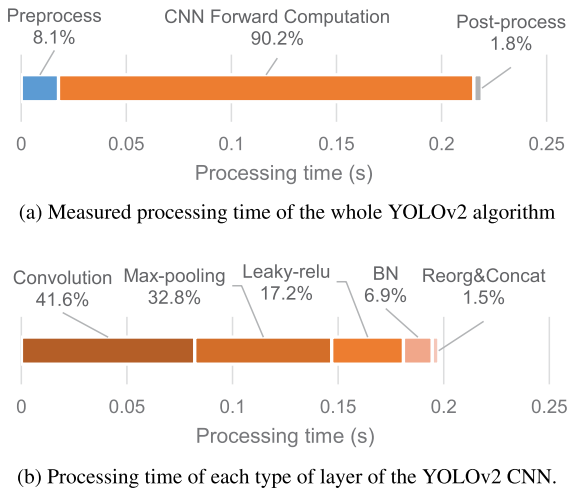 Preprocess
8.1%
CNN Forward Computation
90.2%
Post-process
1.8%
0 0.05 0.1 0.15 0.2 0.25
Processing time (s)
(a) Measured processing time of the whole YOLOv2 algorithm
Convolution
41.6%
Max-pooling
32.8%
Leaky-relu
17.2%
BN
6.9%
Reorg&Concat
1.5%
0 0.05 0.1 0.15 0.2 0.25
Processing time (s)
(b) Processing time of each type of layer of the YOLOv2 CNN.